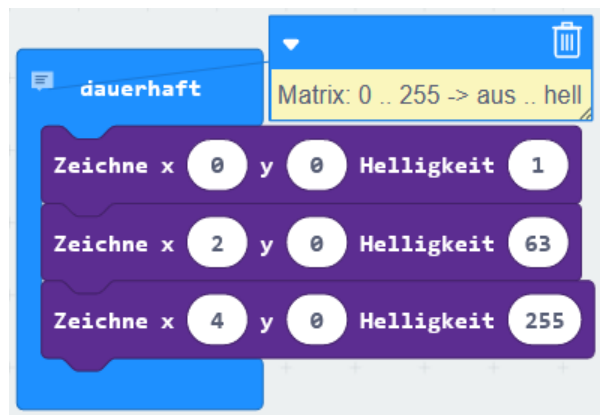 dauerhaft
Matrix: 0 .. 255 -> aus .. hell
Zeichne x 0 y 0 Helligkeit 1
Zeichne x 2 y 0 Helligkeit 63
Zeichne x 4 y 0 Helligkeit 255